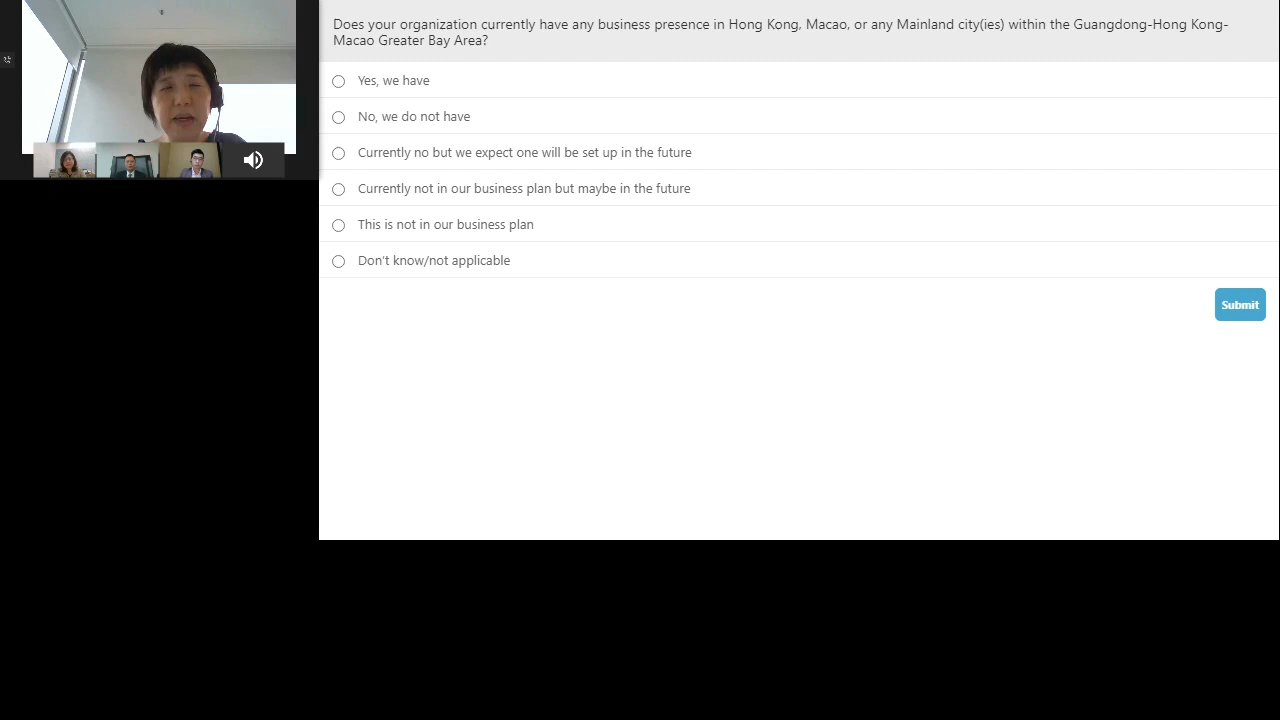 Does your organization currently have any business presence in Hong Kong, Macao, or any Mainland city(ies) within the Guangdong-Hong Kong-
Macao Greater Bay Area?
Yes, we have
No, we do not have
Currently no but we expect one will be set up in the future
Currently not in our business plan but maybe in the future
This is not in our business plan
Don't know/not applicable
Submit